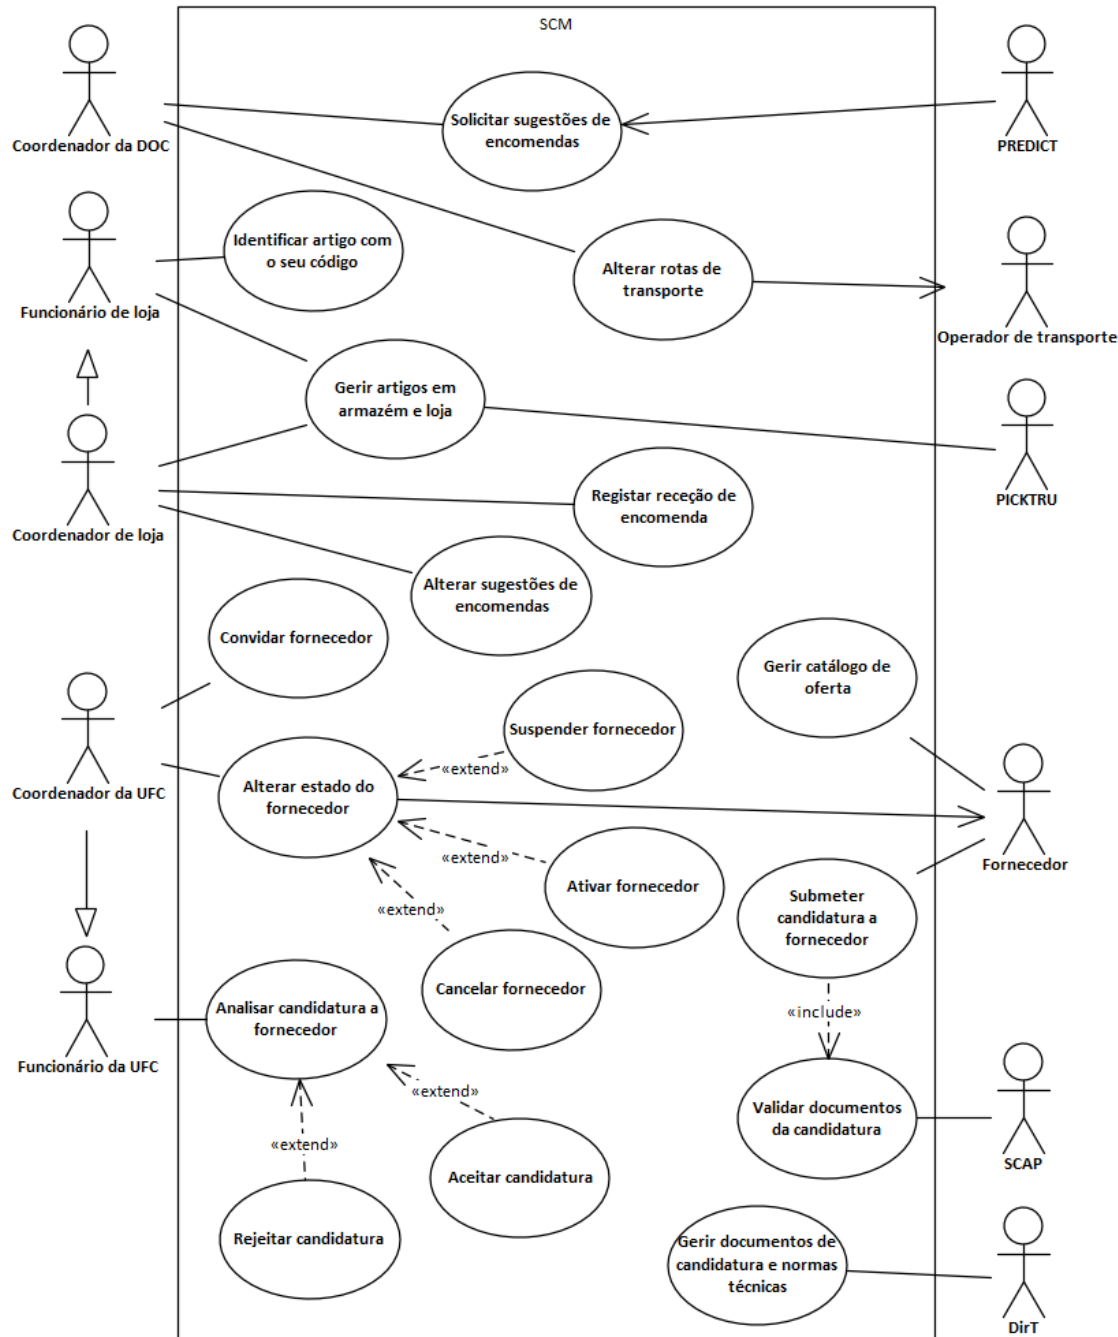 SCM
Coordenador da DOC
Solicitar sugestões de
encomendas
PREDICT
Identificar artigo com
o seu código
Funcionário de loja
Alterar rotas de
transporte
Operador de transporte
Gerir artigos em
armazém e loja
PICKTRU
Coordenador de loja
Registar receção de
encomenda
Alterar sugestões de
encomendas
Convidar fornecedor
Gerir catálogo de
oferta
Suspender fornecedor
«extend»
Coordenador da UFC
Alterar estado do
fornecedor
«extend»
Ativar fornecedor
Fornecedor
«extend»
Submeter
candidatura a
fornecedor
Cancelar fornecedor
«include»
Analisar candidatura a
fornecedor
Funcionário da UFC
«extend»
Validar documentos
da candidatura
SCAP
«extend»
Aceitar candidatura
Rejeitar candidatura
Gerir documentos de
candidatura e normas
técnicas
DirT